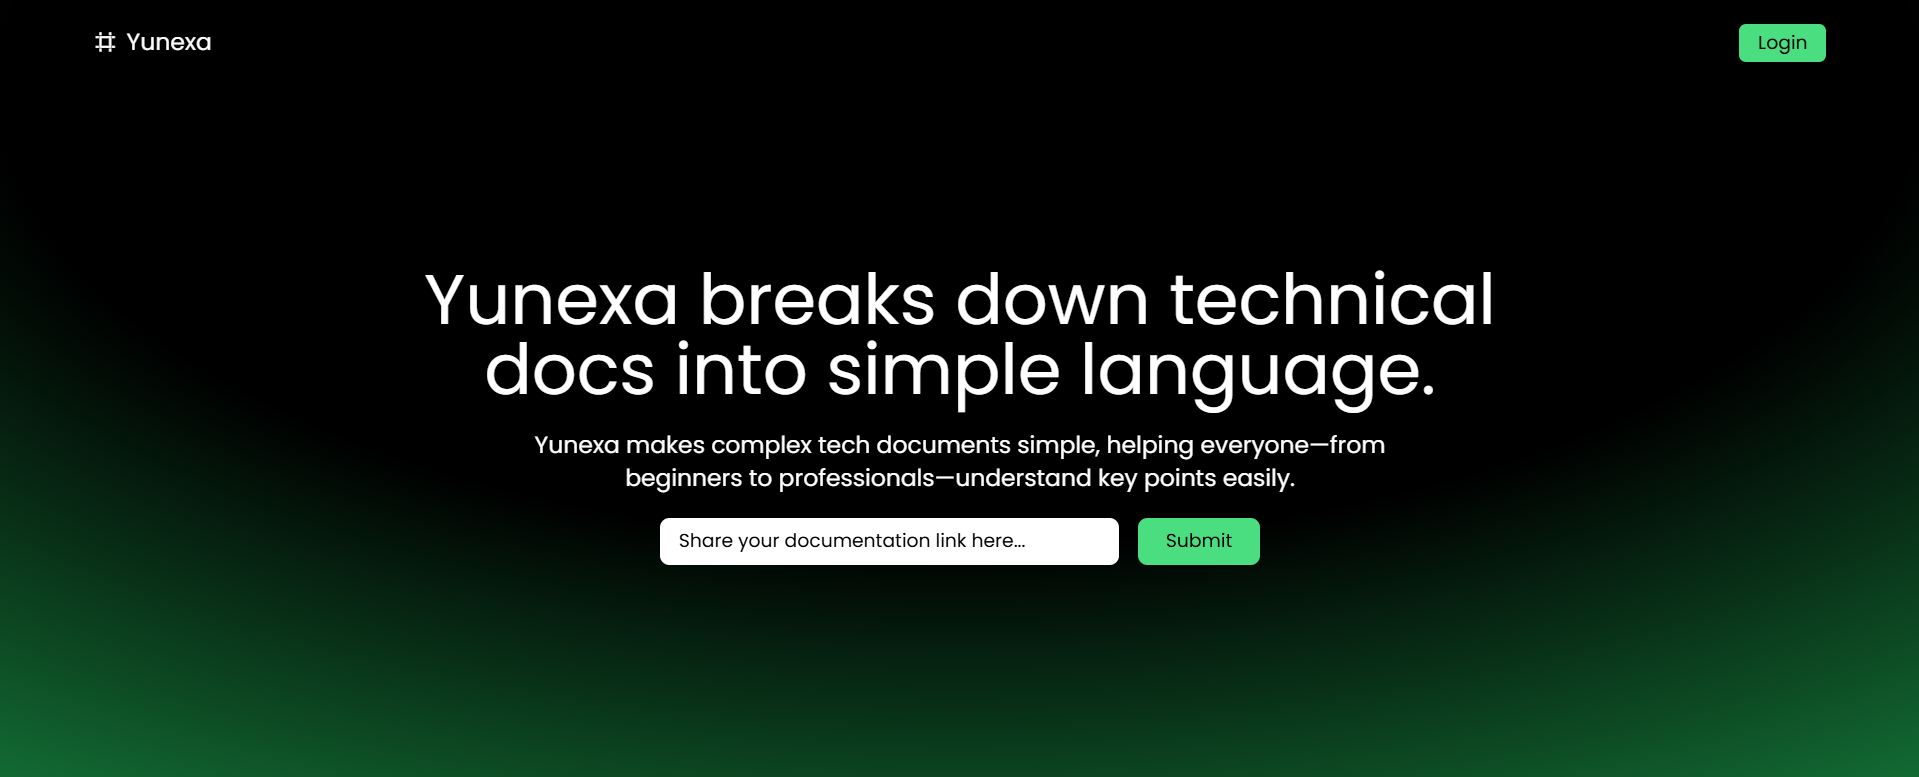 Yunexa
Login
Yunexa breaks down technical
docs into simple language.
Yunexa makes complex tech documents simple, helping everyone—from
beginners to professionals—understand key points easily.
Share your documentation link here...
Submit